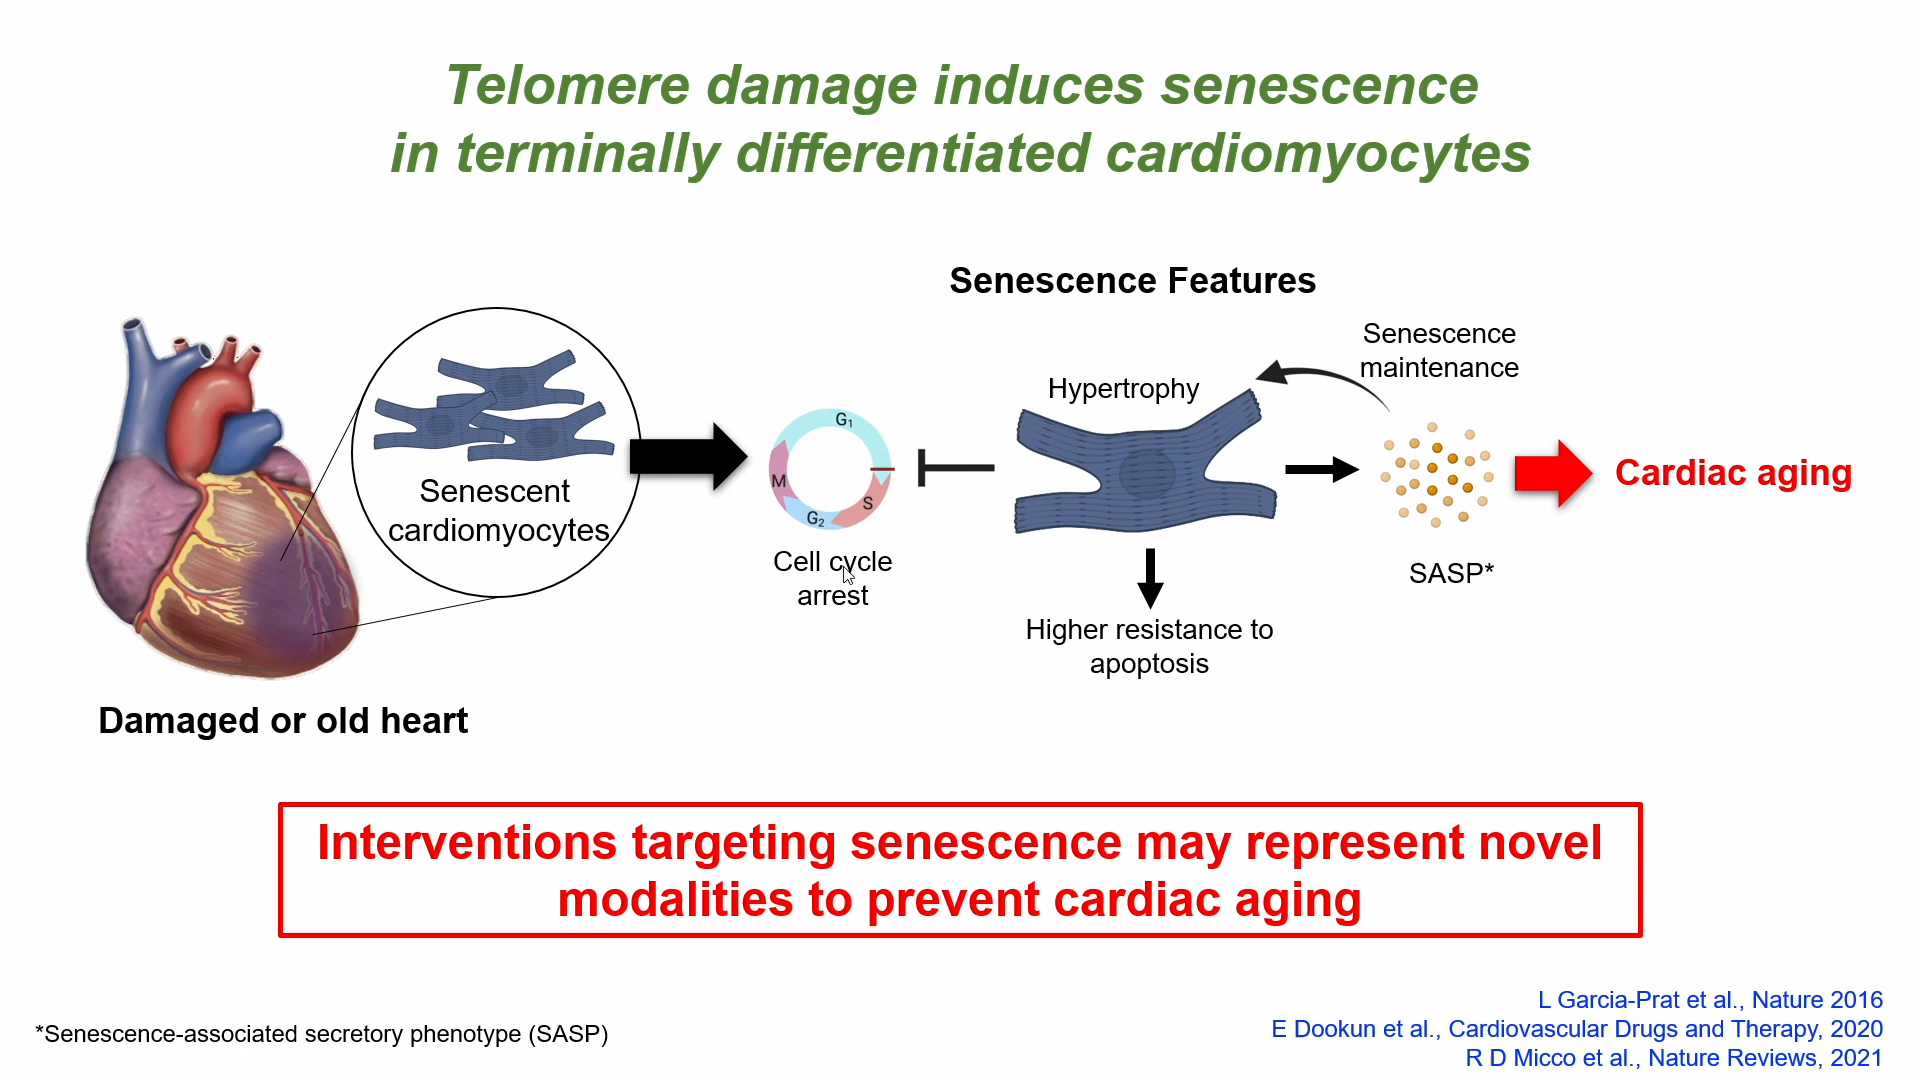 Telomere damage induces senescence
in terminally differentiated cardiomyocytes
Senescence Features
Senescent
cardiomyocytes
Damaged or old heart
G1
S
G2
M
Cell cycle
arrest
Hypertrophy
Higher resistance to
apoptosis
Senescence
maintenance
SASP*
Cardiac aging
Interventions targeting senescence may represent novel
modalities to prevent cardiac aging
*Senescence-associated secretory phenotype (SASP)
L Garcia-Prat et al., Nature 2016
E Dookun et al., Cardiovascular Drugs and Therapy, 2020
R D Micco et al., Nature Reviews, 2021